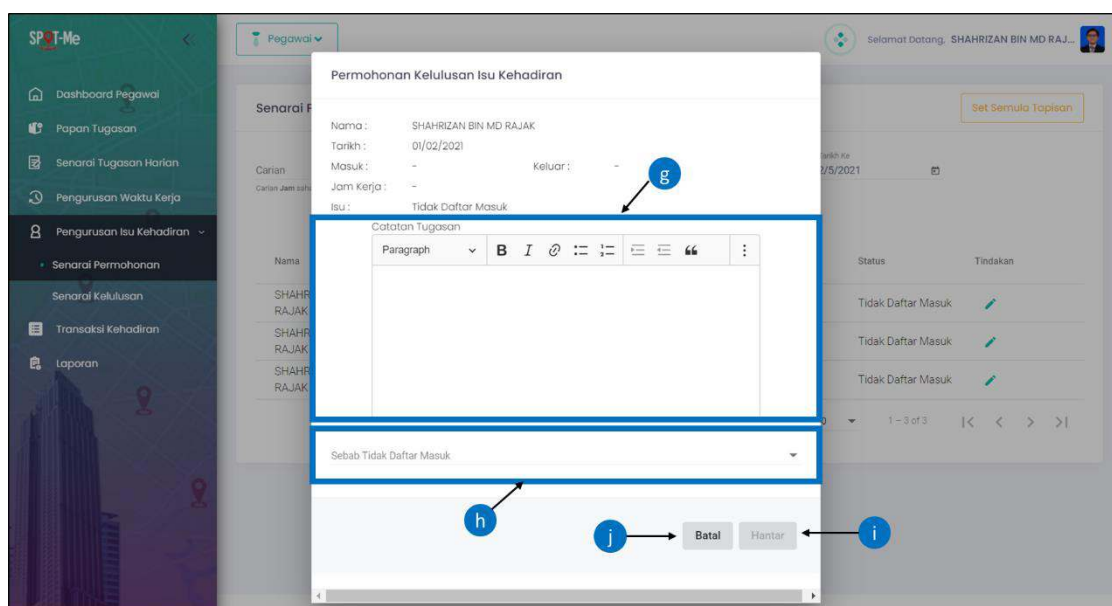 SPOT-Me
Pegawai
Selamat Datang, SHAHRIZAN BIN MD RAJ...
Dashboard Pegawai
Papan Tugasan
Senarai Tugasan Harian
Pengurusan Waktu Kerja
Pengurusan Isu Kehadiran
Senarai Permohonan
Senarai Kelulusan
Transaksi Kehadiran
Laporan
Senarai P
Set Semula Tapisan
Carian
Carian Jam
Tarikh Ke
2/5/2021
Nama
Status
Tindakan
SHAHR
RAJAK
Tidak Daftar Masuk
SHAHR
RAJAK
Tidak Daftar Masuk
SHAHR
RAJAK
Tidak Daftar Masuk
1 – 3 of 3
Permohonan Kelulusan Isu Kehadiran
Nama : SHAHRIZAN BIN MD RAJAK
Tarikh : 01/02/2021
Masuk : - Keluar : -
Jam Kerja : -
Isu : Tidak Daftar Masuk
g
Catatan Tugasan
Paragraph B I
Sebab Tidak Daftar Masuk
h
j
Batal
Hantar
i